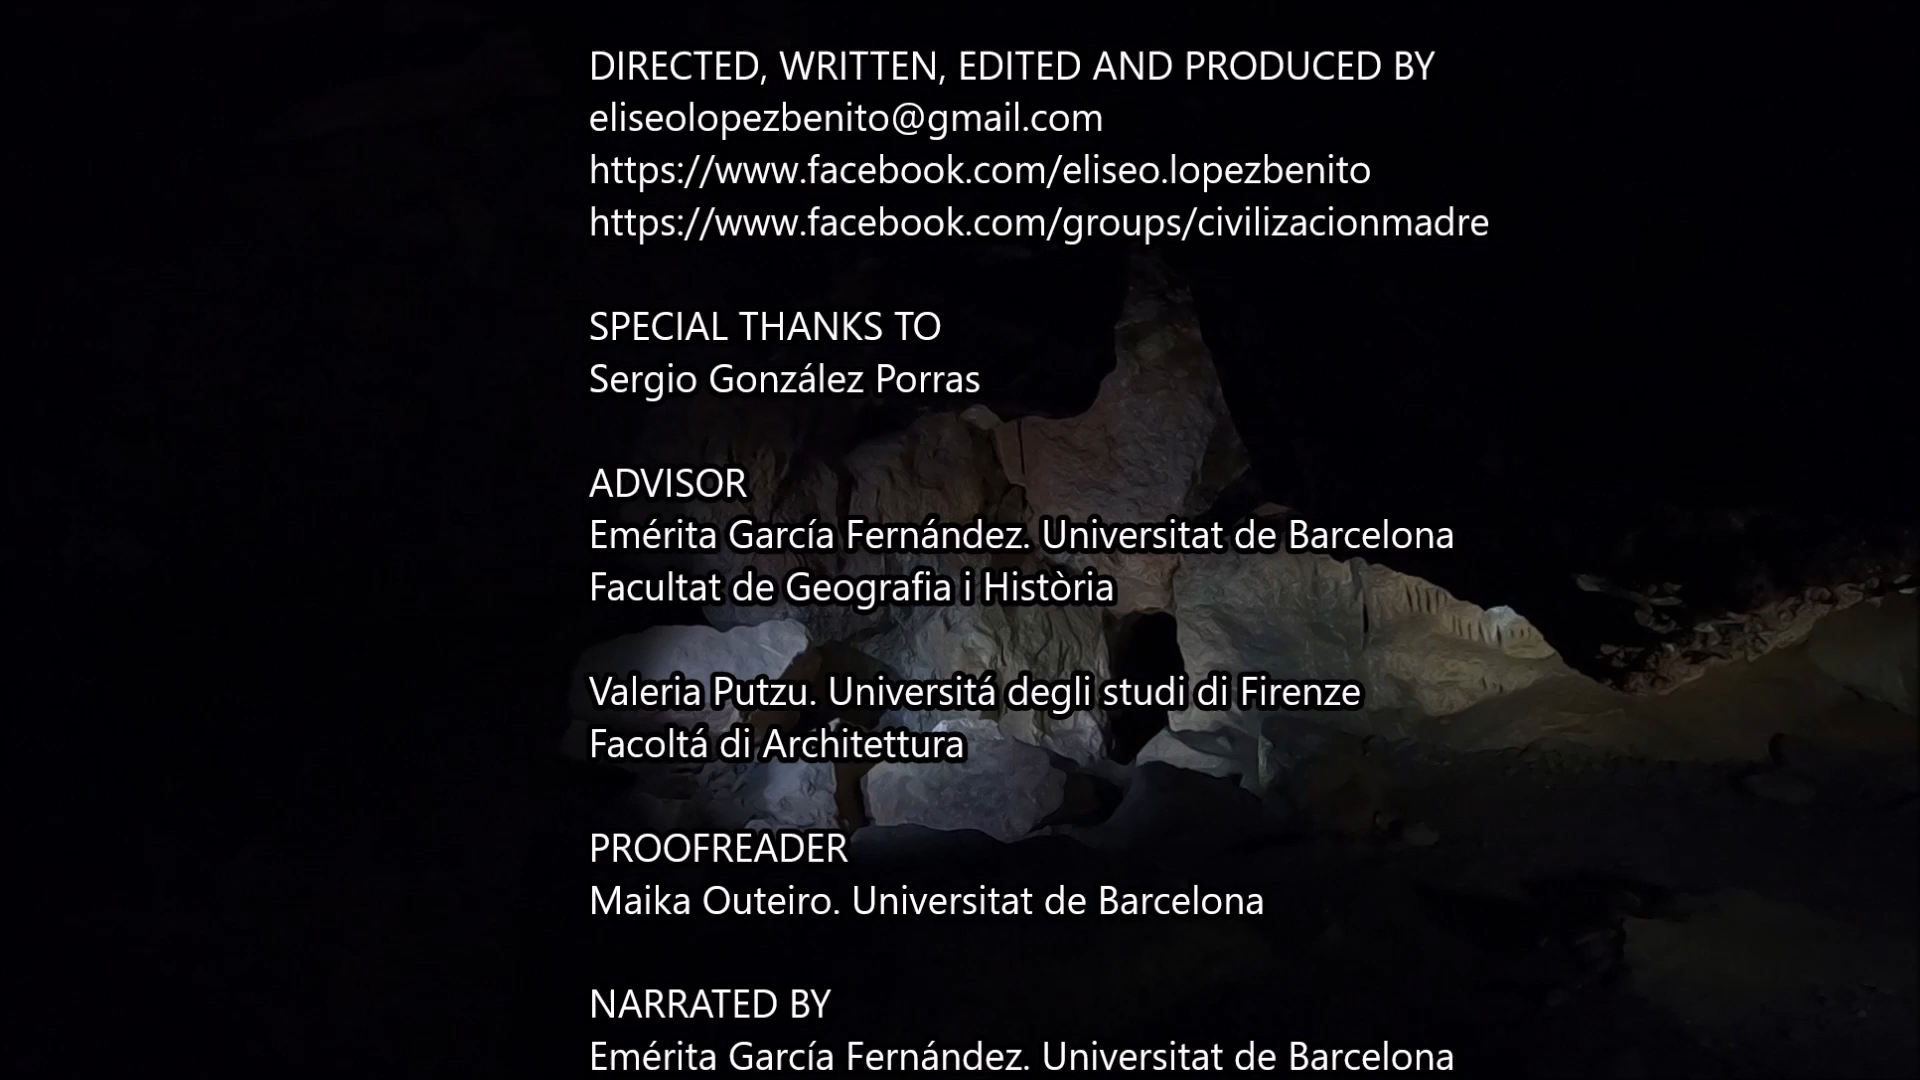 DIRECTED, WRITTEN, EDITED AND PRODUCED BY
eliseolopezbenito@gmail.com
https://www.facebook.com/eliseo.lopezbenito
https://www.facebook.com/groups/civilizacionmadre
SPECIAL THANKS TO
Sergio González Porras
ADVISOR
Emérita García Fernández. Universitat de Barcelona
Facultat de Geografia i Història
Valeria Putzu. Universitá degli studi di Firenze
Facoltá di Architettura
PROOFREADER
Maika Outeiro. Universitat de Barcelona
NARRATED BY
Emérita García Fernández. Universitat de Barcelona